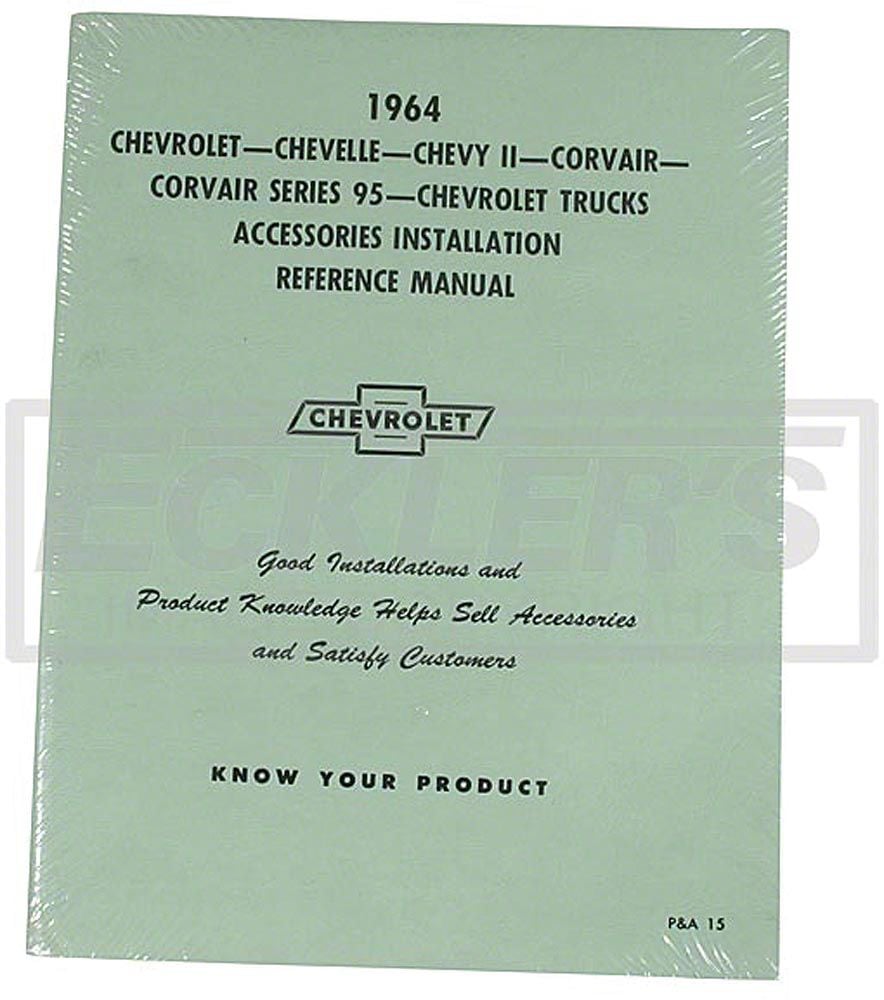 1964
CHEVROLET—CHEVELLE—CHEVY II—CORVAIR—
CORVAIR SERIES 95—CHEVROLET TRUCKS
ACCESSORIES INSTALLATION
REFERENCE MANUAL
CHEVROLET
ECKLER'S
Good Installations and
Product Knowledge Helps Sell Accessories
and Satisfy Customers
KNOW YOUR PRODUCT
P&A 15